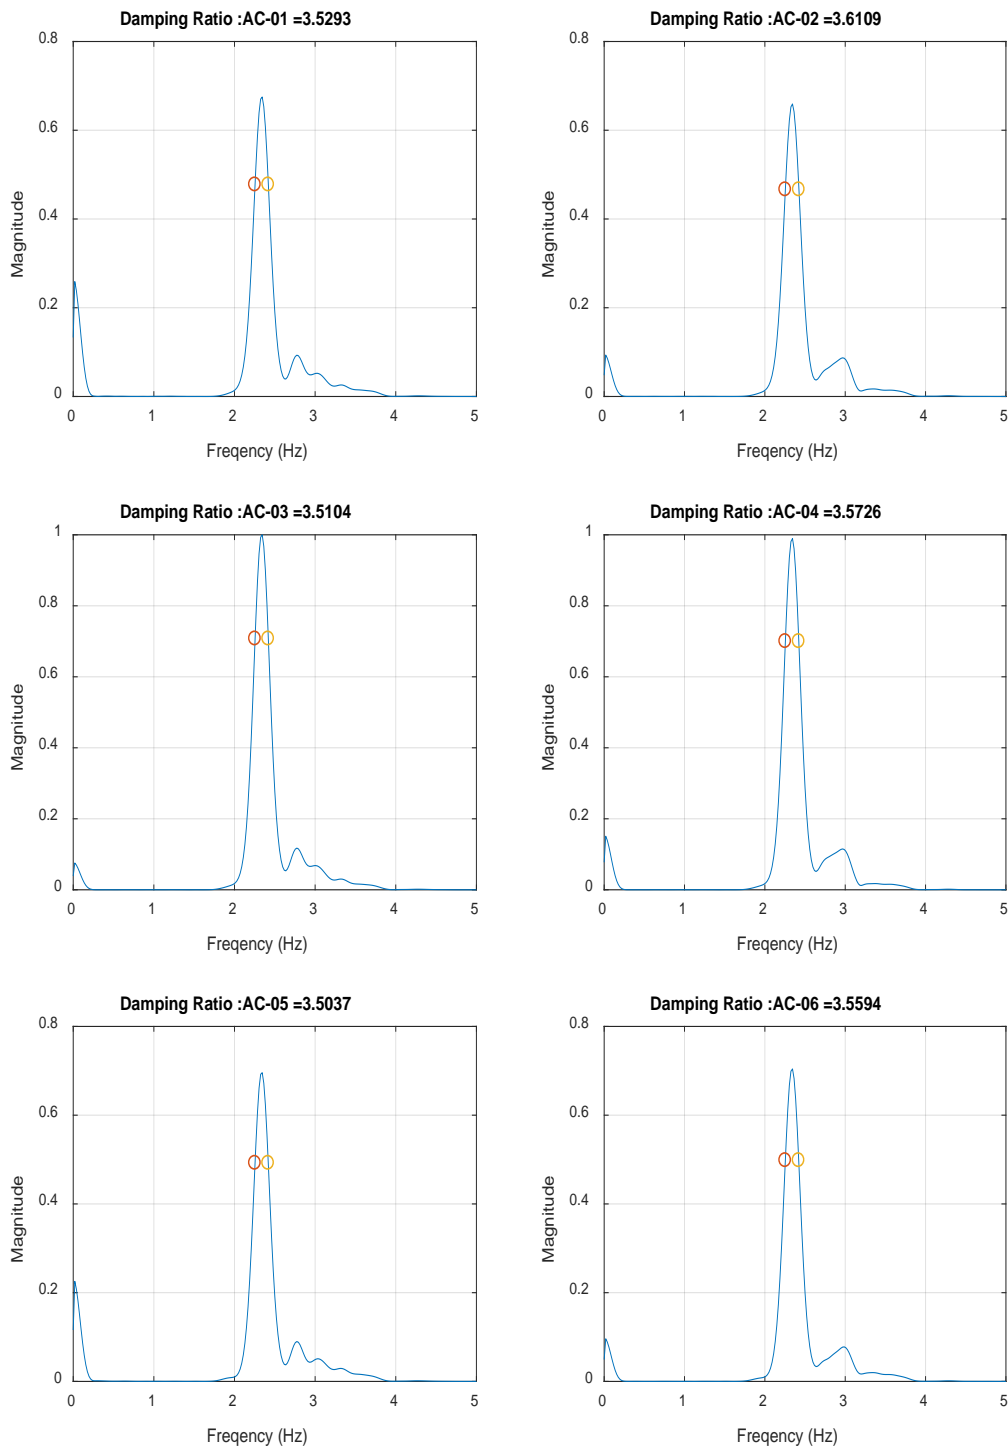 Damping Ratio :AC-01 =3.5293
0.8
0.6
0.4
0.2
0
Magnitude
0 1 2 3 4 5
Freqency (Hz)
Damping Ratio :AC-02 =3.6109
0.8
0.6
0.4
0.2
0
Magnitude
0 1 2 3 4 5
Freqency (Hz)
Damping Ratio :AC-03 =3.5104
1
0.8
0.6
0.4
0.2
0
Magnitude
0 1 2 3 4 5
Freqency (Hz)
Damping Ratio :AC-04 =3.5726
1
0.8
0.6
0.4
0.2
0
Magnitude
0 1 2 3 4 5
Freqency (Hz)
Damping Ratio :AC-05 =3.5037
0.8
0.6
0.4
0.2
0
Magnitude
0 1 2 3 4 5
Freqency (Hz)
Damping Ratio :AC-06 =3.5594
0.8
0.6
0.4
0.2
0
Magnitude
0 1 2 3 4 5
Freqency (Hz)